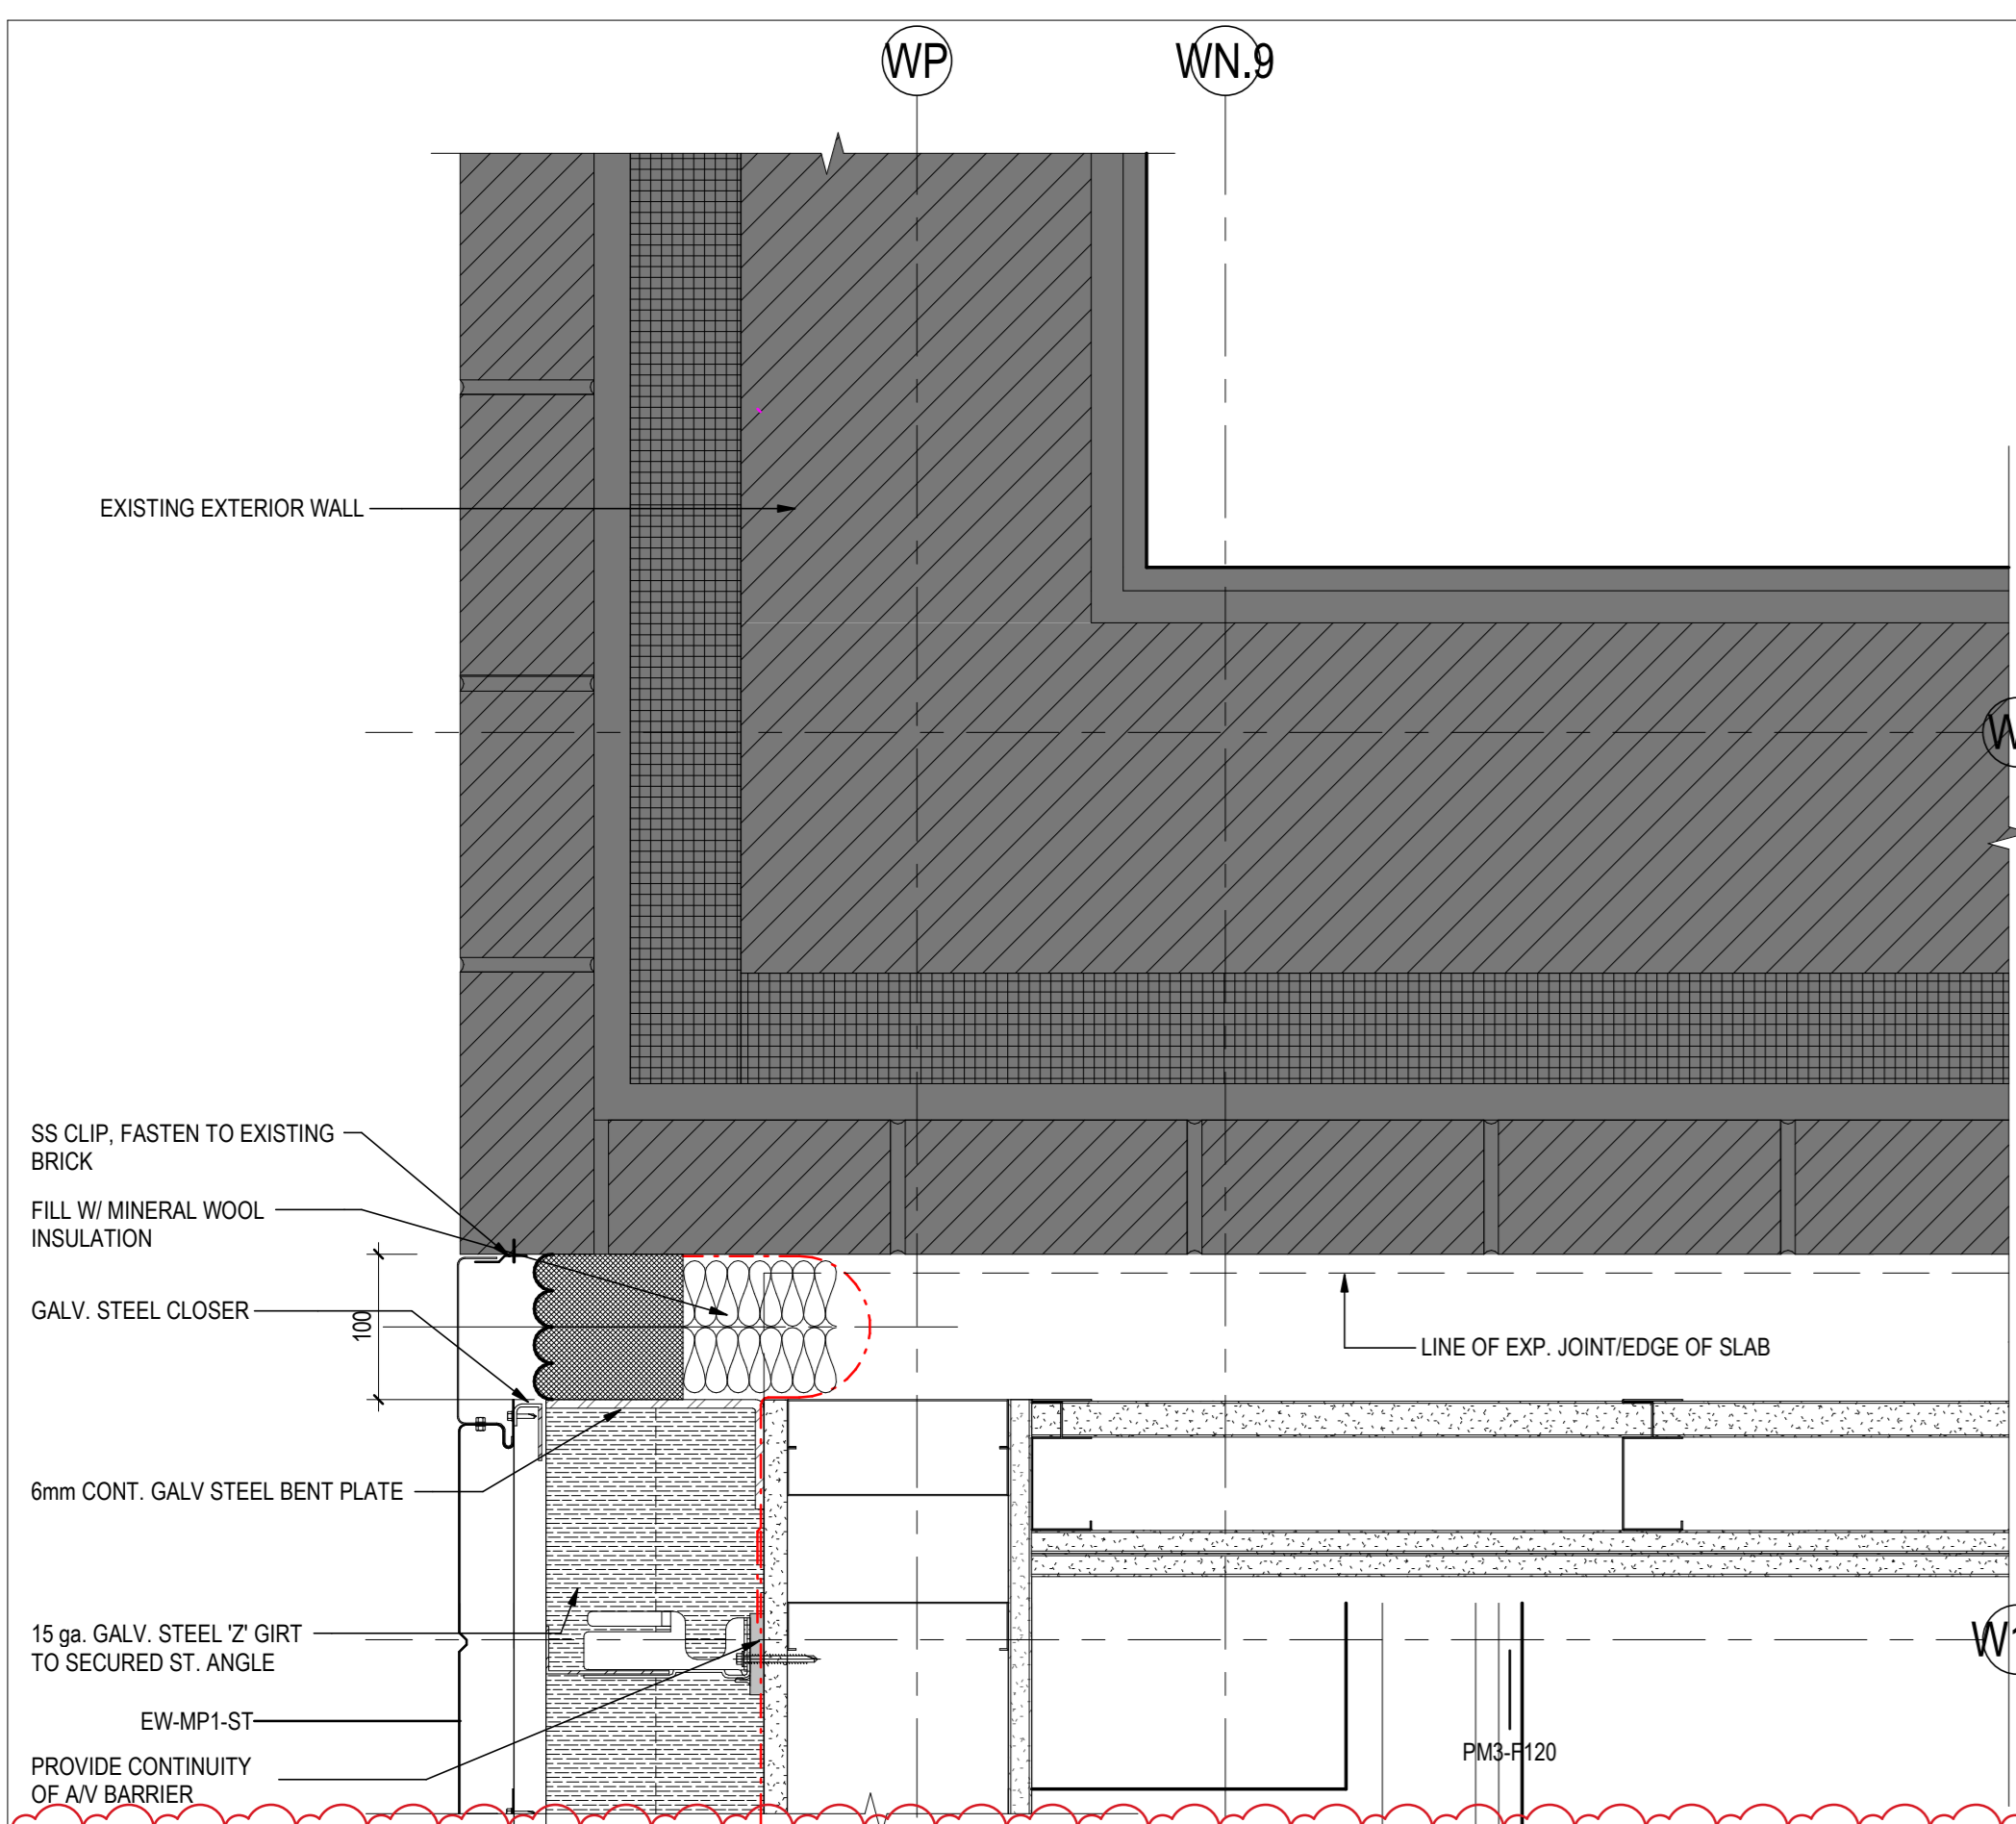 WP
WN.9
EXISTING EXTERIOR WALL
SS CLIP, FASTEN TO EXISTING
BRICK
FILL W/ MINERAL WOOL
INSULATION
GALV. STEEL CLOSER
100
LINE OF EXP. JOINT/EDGE OF SLAB
6mm CONT. GALV STEEL BENT PLATE
15 ga. GALV. STEEL 'Z' GIRT
TO SECURED ST. ANGLE
EW-MP1-ST
PROVIDE CONTINUITY
OF A/V BARRIER
PM3-F120